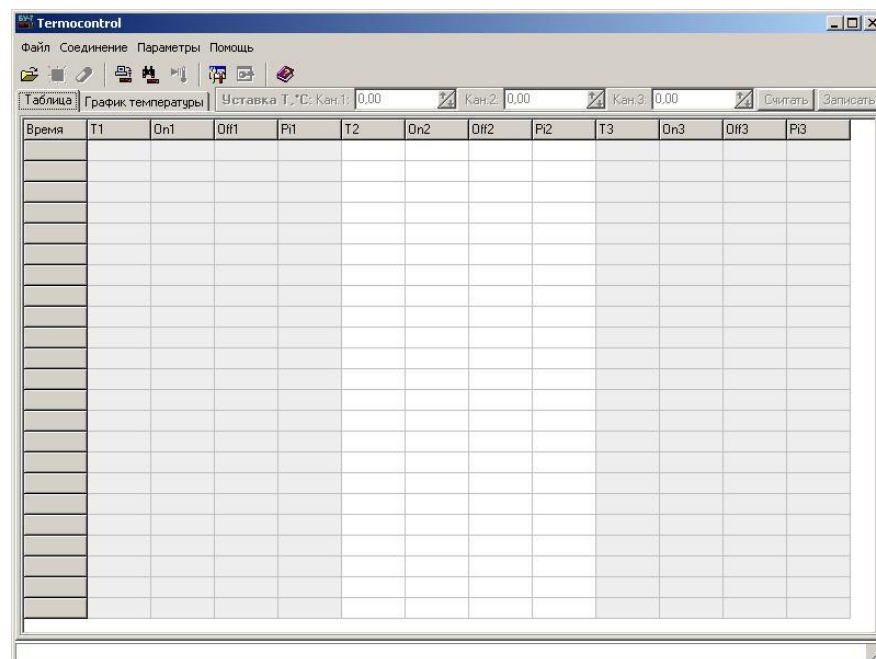 Termocontrol
Файл Соединение Параметры Помощь
Таблица График температуры Уставка Т,°С: Кан.1: 0,00 Кан.2: 0,00 Кан.3: 0,00 Считать Записать
Время T1 On1 Off1 Pi1 T2 On2 Off2 Pi2 T3 On3 Off3 Pi3